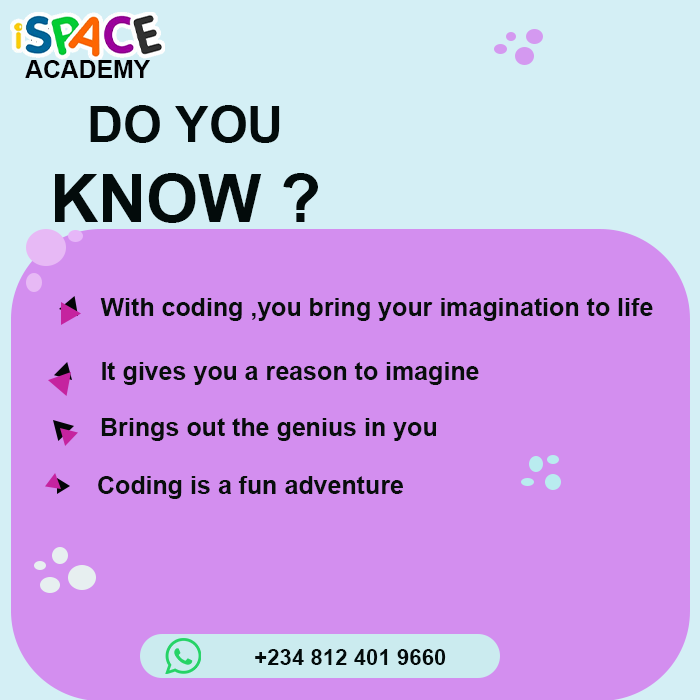 iSPACE
ACADEMY
DO YOU
KNOW ?
With coding ,you bring your imagination to life
It gives you a reason to imagine
Brings out the genius in you
Coding is a fun adventure
+234 812 401 9660